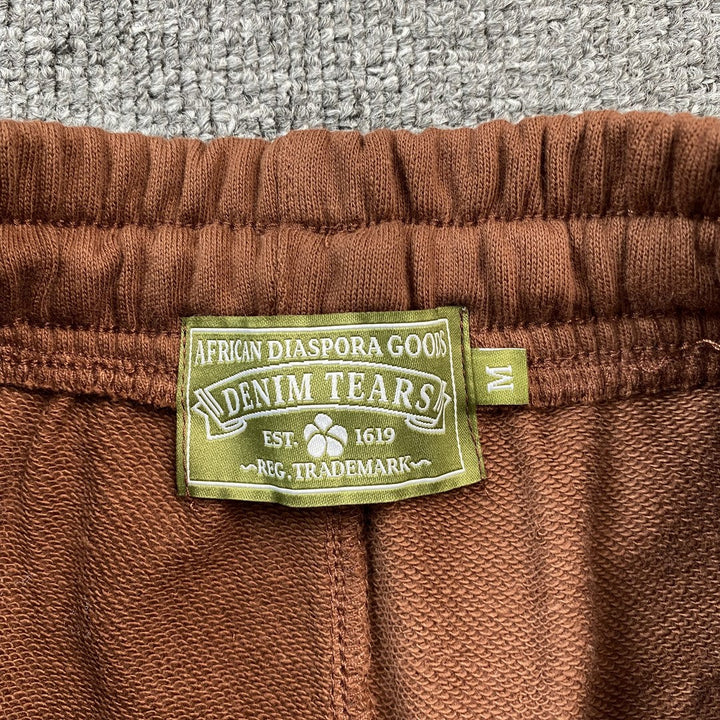 AFRICAN DIASPORA GOODS
DENIM TEARS
EST. 1619
~REG. TRADEMARK~
M